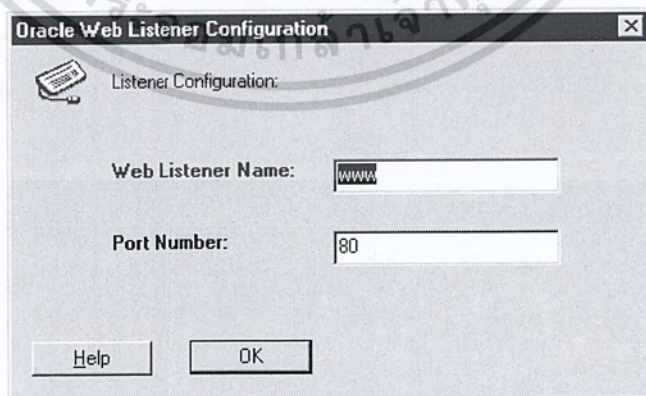 Oracle Web Listener Configuration
Listener Configuration:
Web Listener Name: www
Port Number: 80
Help OK